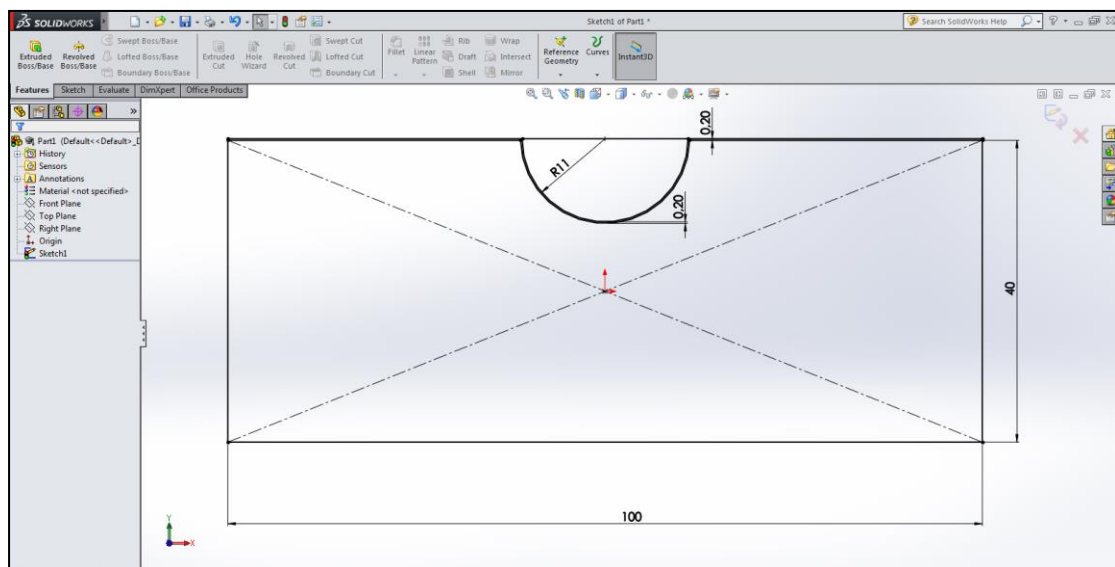 SOLIDWORKS
Sketch1 of Part1 *
Search SolidWorks Help
Extruded Boss/Base
Revolved Boss/Base
Swept Boss/Base
Lofted Boss/Base
Boundary Boss/Base
Extruded Cut
Hole Wizard
Revolved Cut
Swept Cut
Lofted Cut
Boundary Cut
Fillet
Linear Pattern
Rib
Draft
Shell
Wrap
Intersect
Mirror
Reference Geometry
Curves
Instant3D
Features
Sketch
Evaluate
DimXpert
Office Products
Part1 (Default<<Default>_D
History
Sensors
Annotations
Material <not specified>
Front Plane
Top Plane
Right Plane
Origin
Sketch1
0.20
R11
0.20
40
100
Y
X